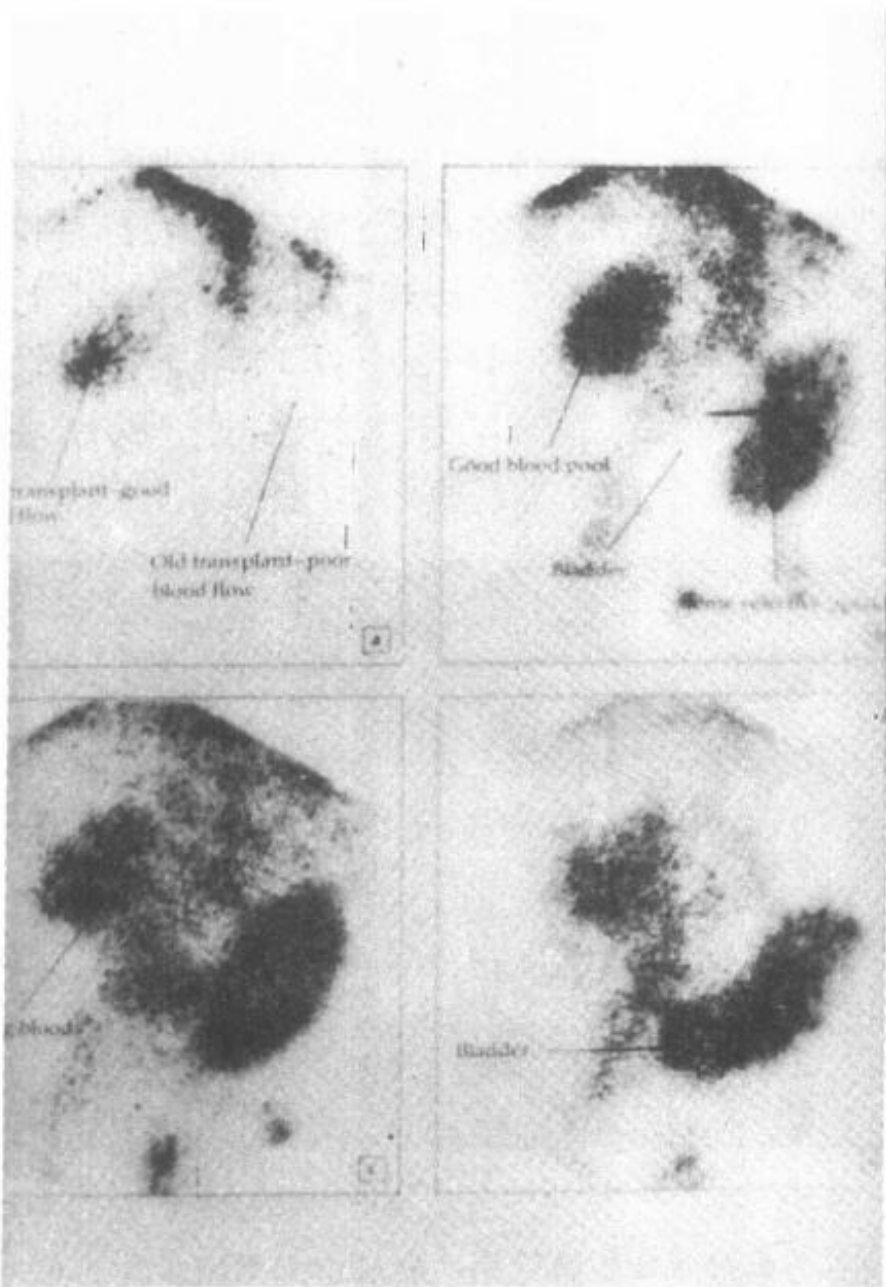 transplant–good
flow
Old transplant–poor
blood flow
a
Good blood pool
Bladder
blood
c
Bladder